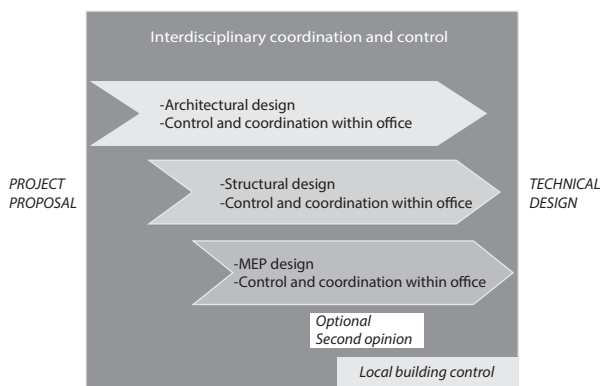 Interdisciplinary coordination and control
-Architectural design
-Control and coordination within office
PROJECT
PROPOSAL
-Structural design
-Control and coordination within office
TECHNICAL
DESIGN
-MEP design
-Control and coordination within office
Optional
Second opinion
Local building control